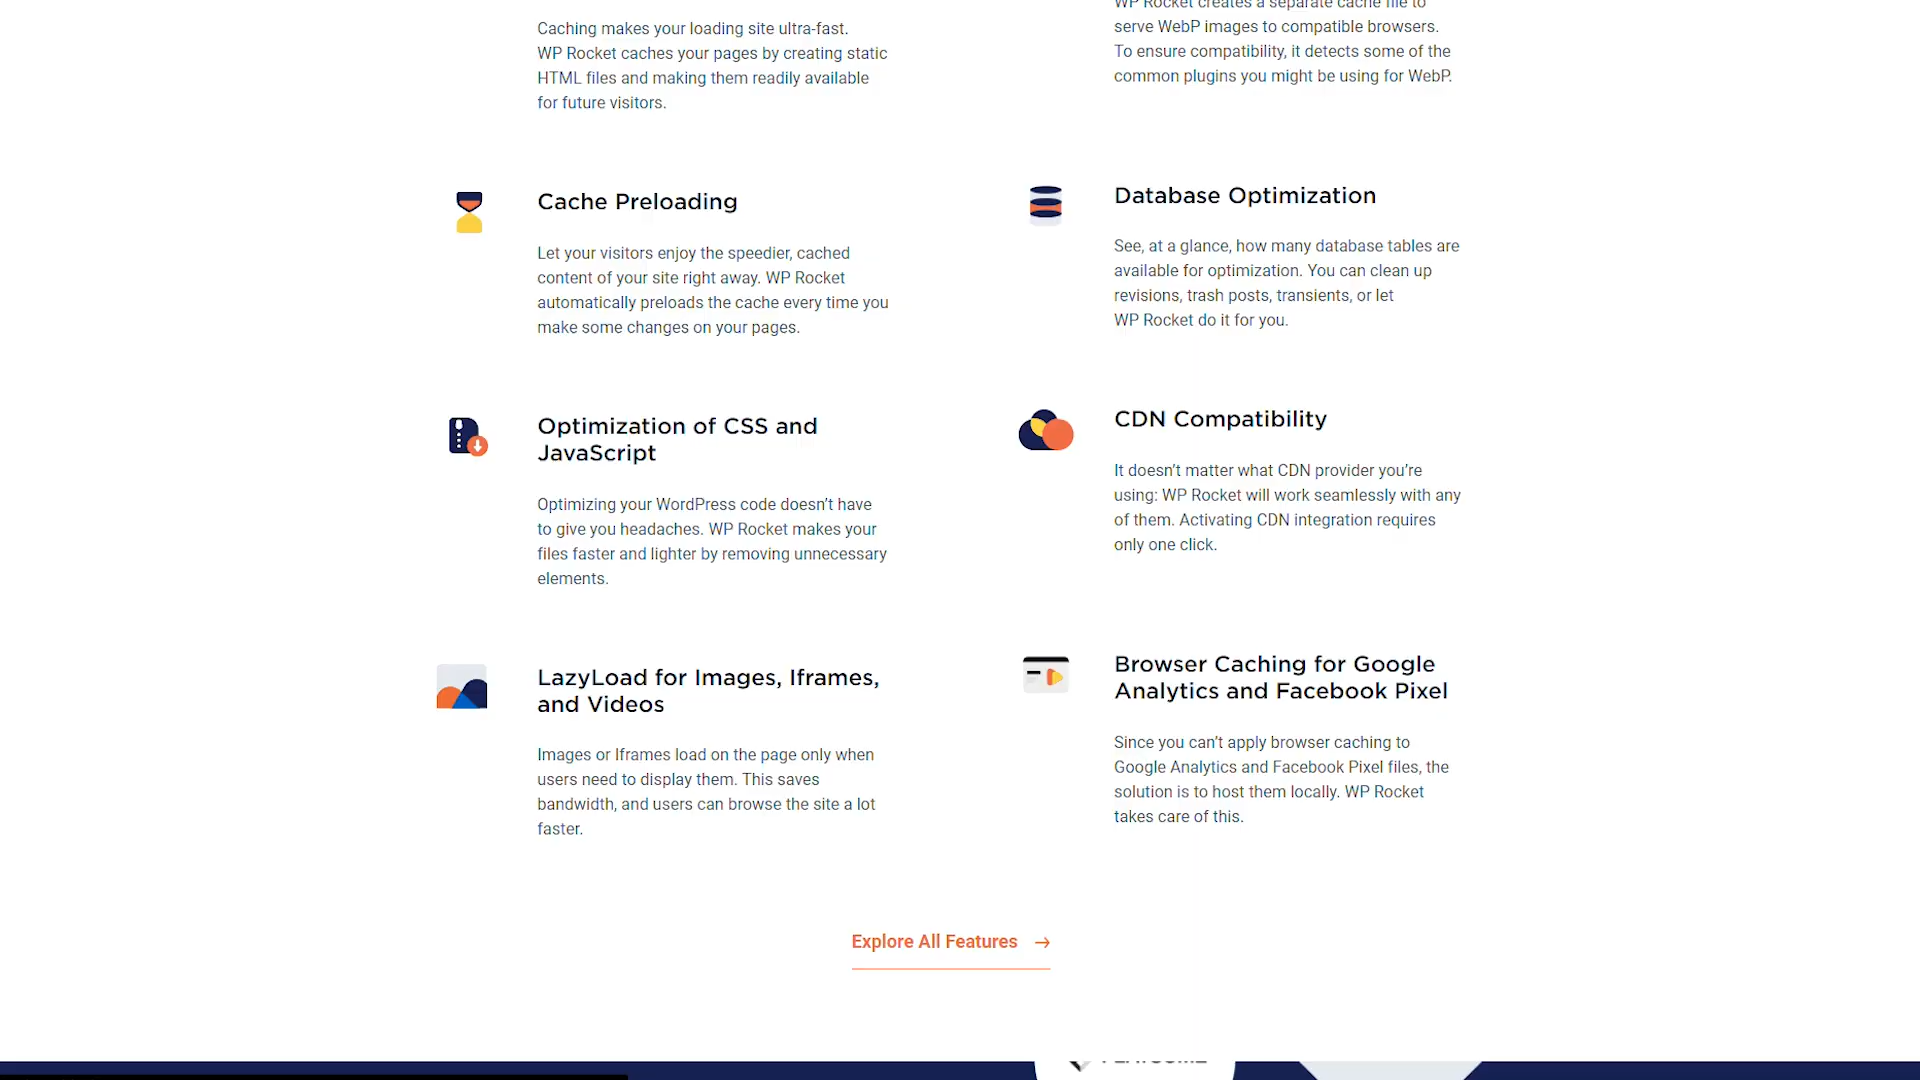 Caching makes your loading site ultra-fast.
WP Rocket caches your pages by creating static
HTML files and making them readily available
for future visitors.
WP Rocket creates a separate cache file to
serve WebP images to compatible browsers.
To ensure compatibility, it detects some of the
common plugins you might be using for WebP.
Cache Preloading
Let your visitors enjoy the speedier, cached
content of your site right away. WP Rocket
automatically preloads the cache every time you
make some changes on your pages.
Database Optimization
See, at a glance, how many database tables are
available for optimization. You can clean up
revisions, trash posts, transients, or let
WP Rocket do it for you.
Optimization of CSS and
JavaScript
Optimizing your WordPress code doesn’t have
to give you headaches. WP Rocket makes your
files faster and lighter by removing unnecessary
elements.
CDN Compatibility
It doesn’t matter what CDN provider you’re
using: WP Rocket will work seamlessly with any
of them. Activating CDN integration requires
only one click.
LazyLoad for Images, Iframes,
and Videos
Images or Iframes load on the page only when
users need to display them. This saves
bandwidth, and users can browse the site a lot
faster.
Browser Caching for Google
Analytics and Facebook Pixel
Since you can’t apply browser caching to
Google Analytics and Facebook Pixel files, the
solution is to host them locally. WP Rocket
takes care of this.
Explore All Features →